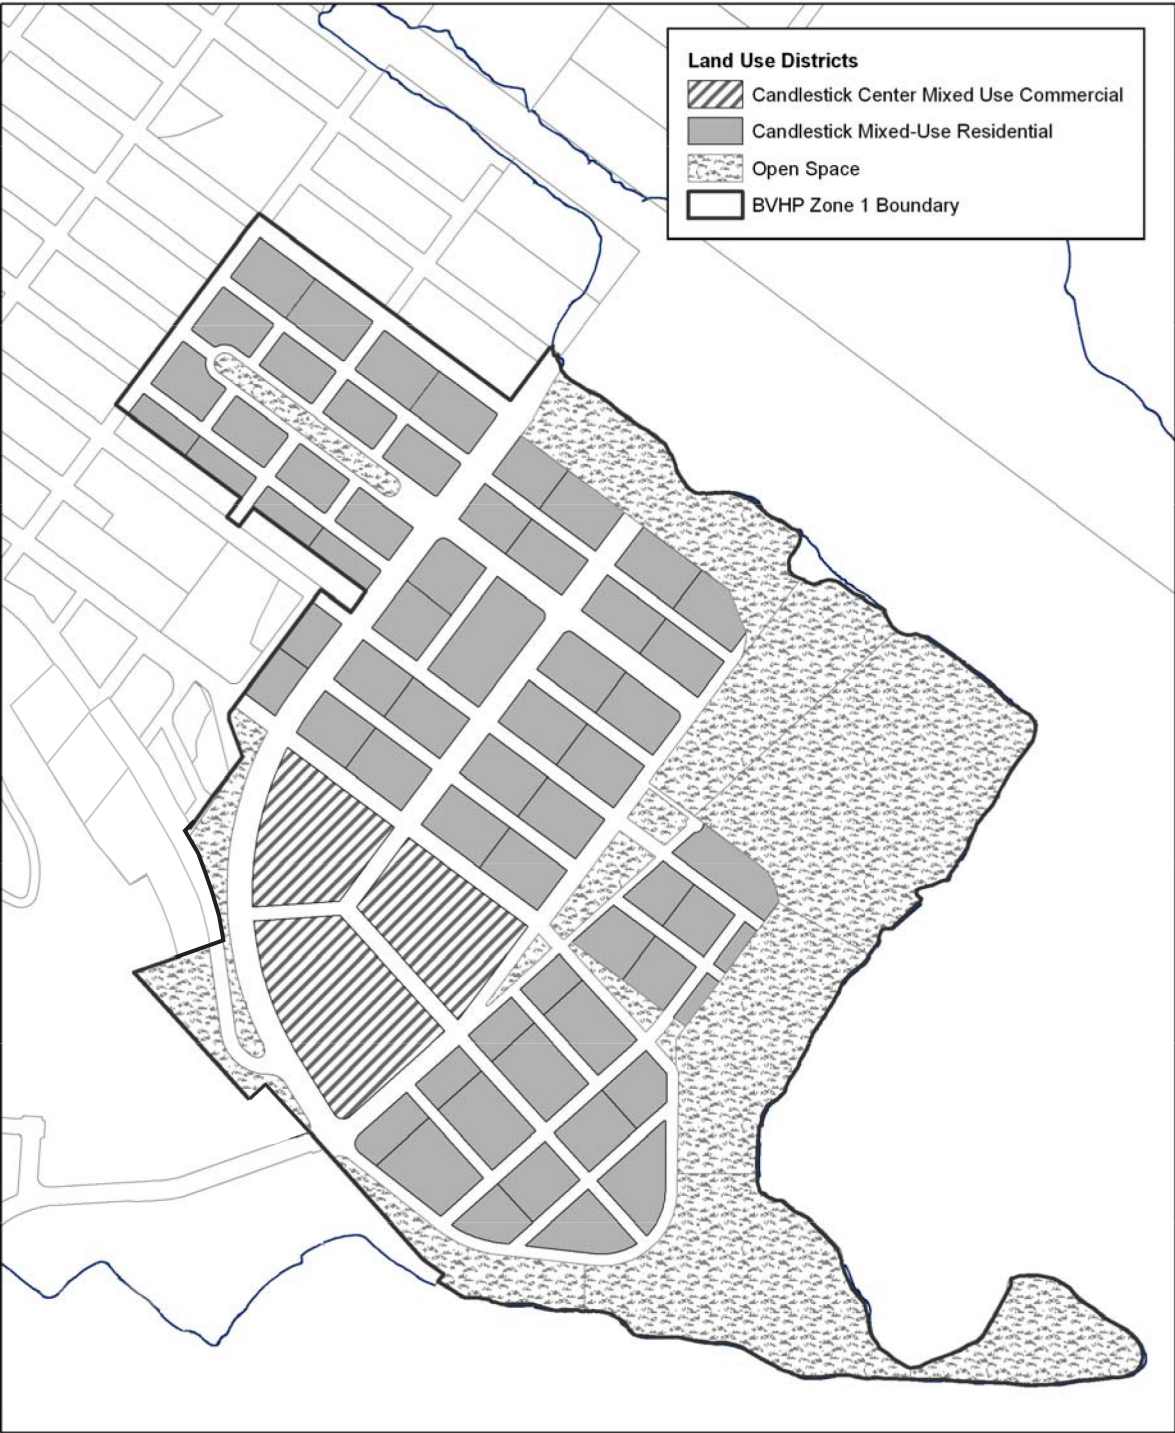 Land Use Districts
Candlestick Center Mixed Use Commercial
Candlestick Mixed-Use Residential
Open Space
BVHP Zone 1 Boundary